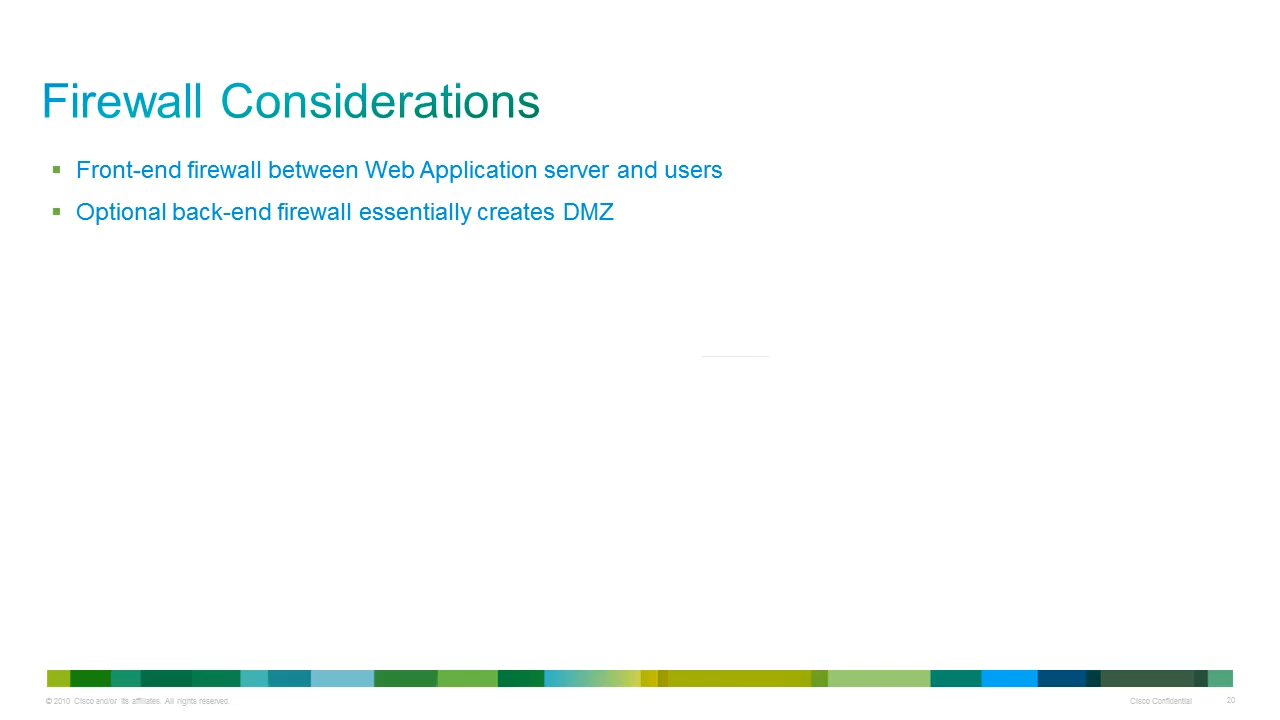 Firewall Considerations
Front-end firewall between Web Application server and users
Optional back-end firewall essentially creates DMZ
© 2010 Cisco and/or its affiliates. All rights reserved.
Cisco Confidential
20